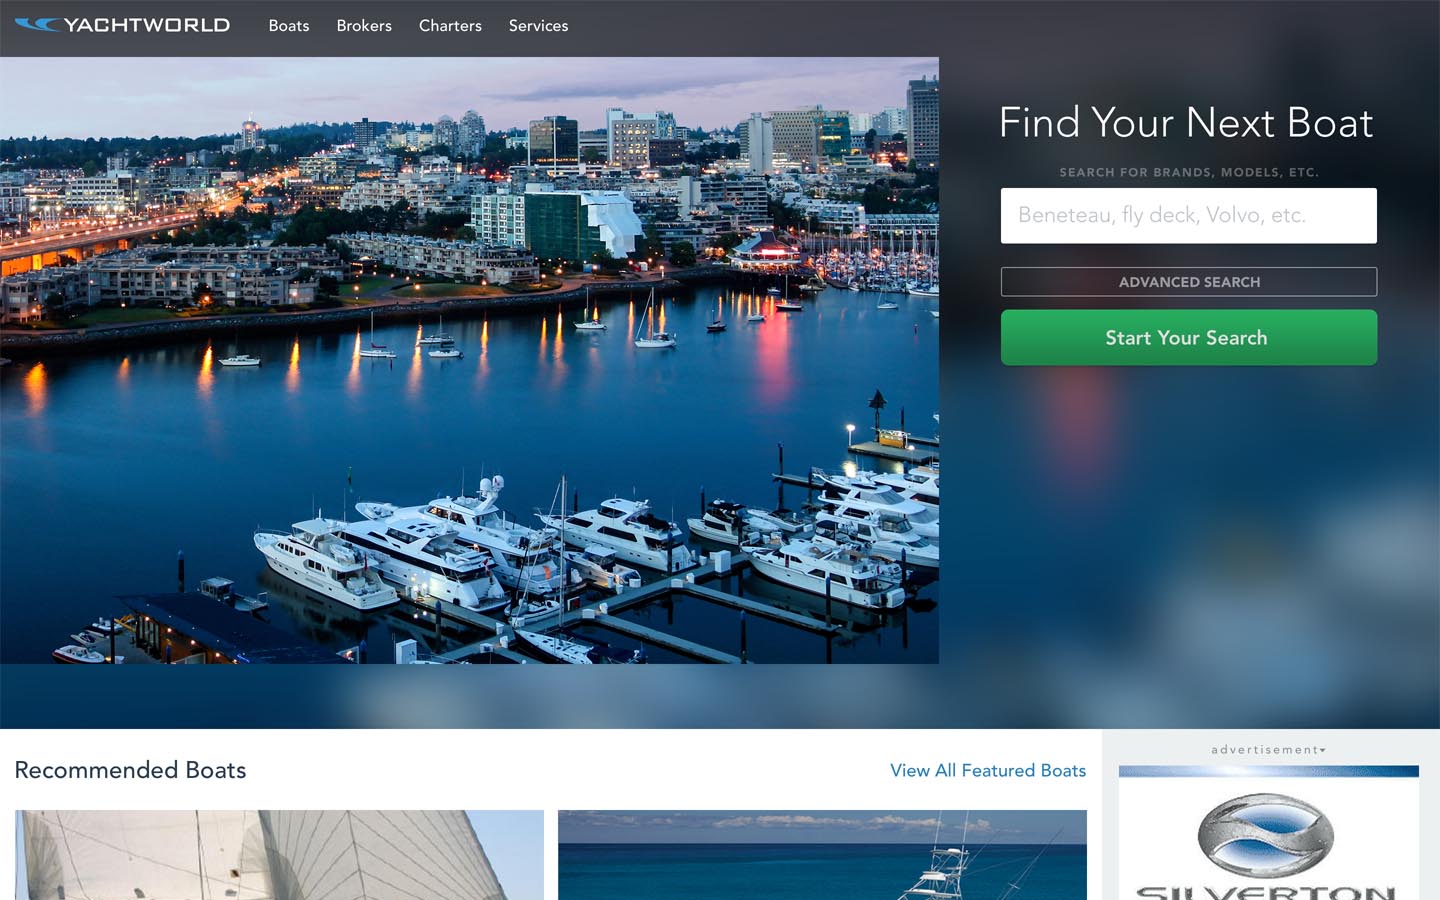 YACHTWORLD
Boats
Brokers
Charters
Services
Find Your Next Boat
SEARCH FOR BRANDS, MODELS, ETC.
Beneteau, fly deck, Volvo, etc.
ADVANCED SEARCH
Start Your Search
Recommended Boats
View All Featured Boats
advertisement
SILVERTON